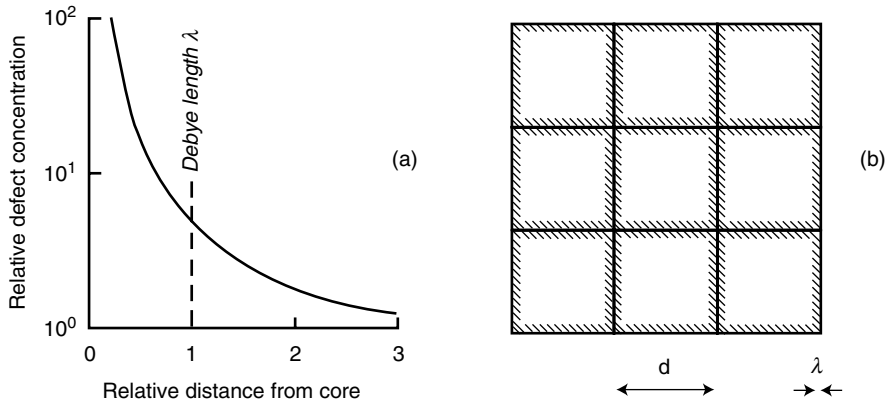 Relative defect concentration
10²
10¹
10⁰
Debye length λ
(a)
0
1
2
3
Relative distance from core
(b)
d
λ